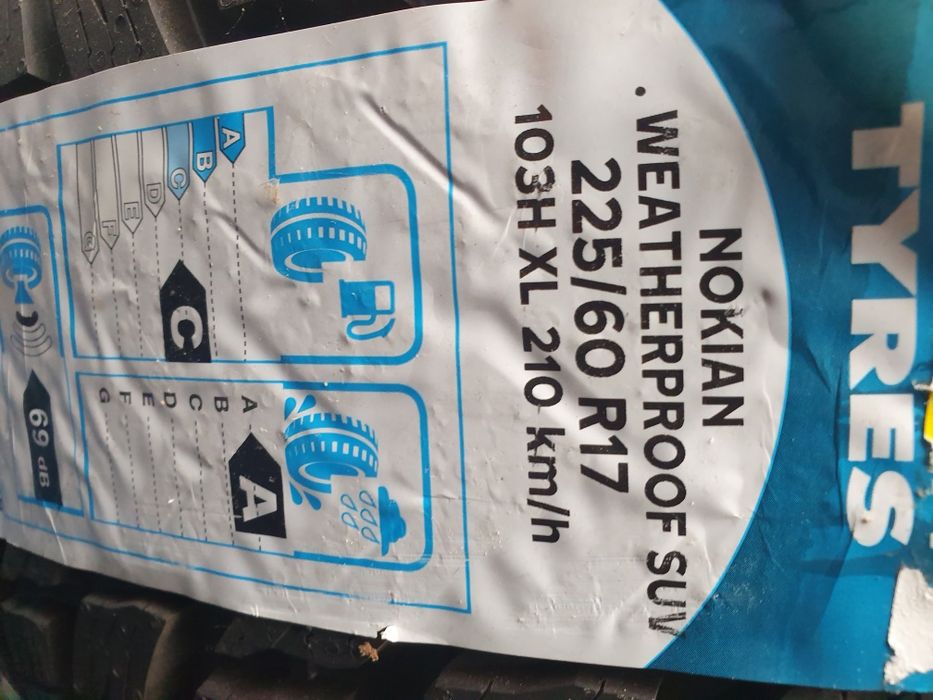 TYRES
NOKIAN
. WEATHERPROOF SUV
225/60 R17
103H XL 210 km/h
A
B
C
D
E
F
G
C
A
B
C
D
E
F
G
A
69 dB